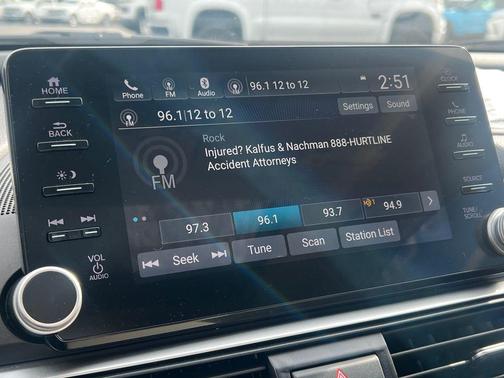 HOME
Phone
FM
Audio
96.1 12 to 12
2:51
CLOCK
FM
96.1|12 to 12
Settings
Sound
BACK
PHONE
Rock
Injured? Kalfus & Nachman 888-HURTLINE
Accident Attorneys
FM
AUDIO
SOURCE
97.3
96.1
93.7
94.9
TUNE/
SCROLL
Seek
Tune
Scan
Station List
VOL
AUDIO